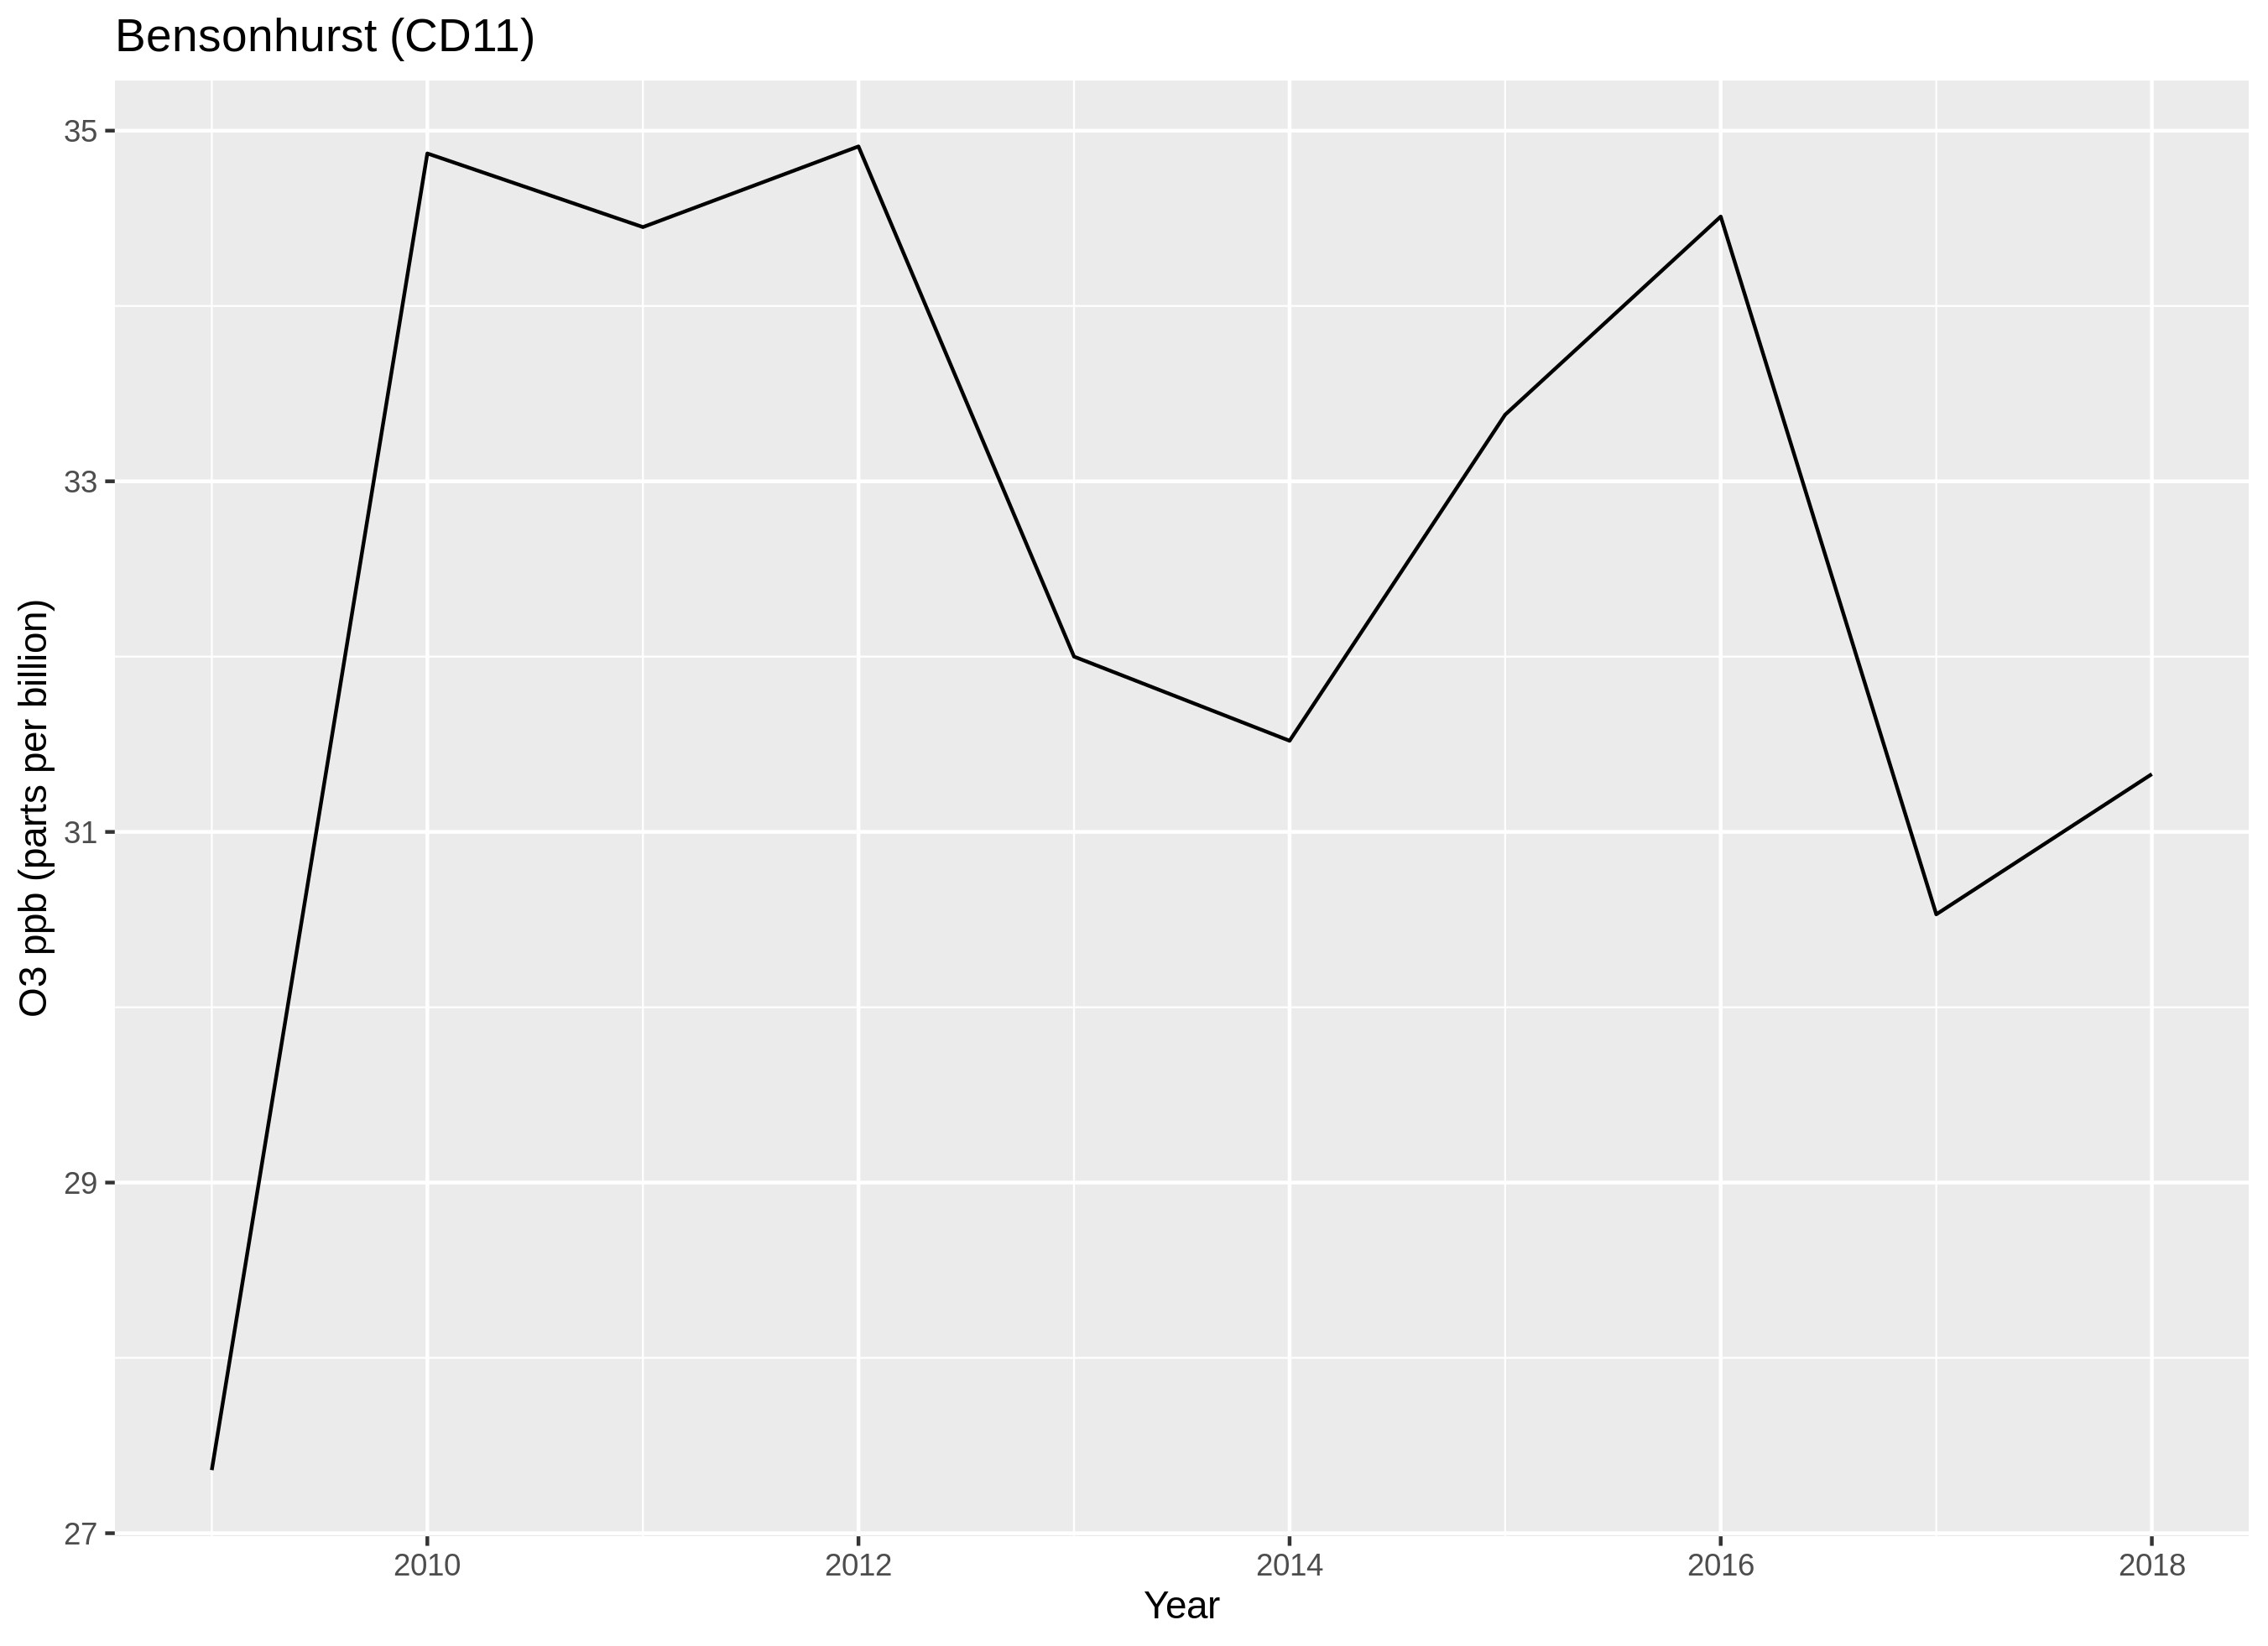 Bensonhurst (CD11)
35
33
31
29
27
O3 ppb (parts per billion)
2010 2012 2014 2016 2018
Year